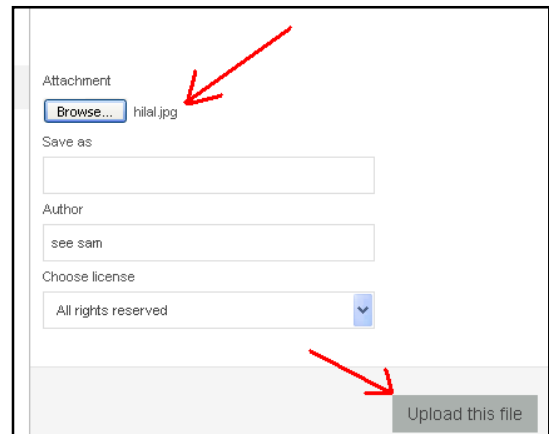 Attachment
Browse... hilal.jpg
Save as
Author
see sam
Choose license
All rights reserved
Upload this file